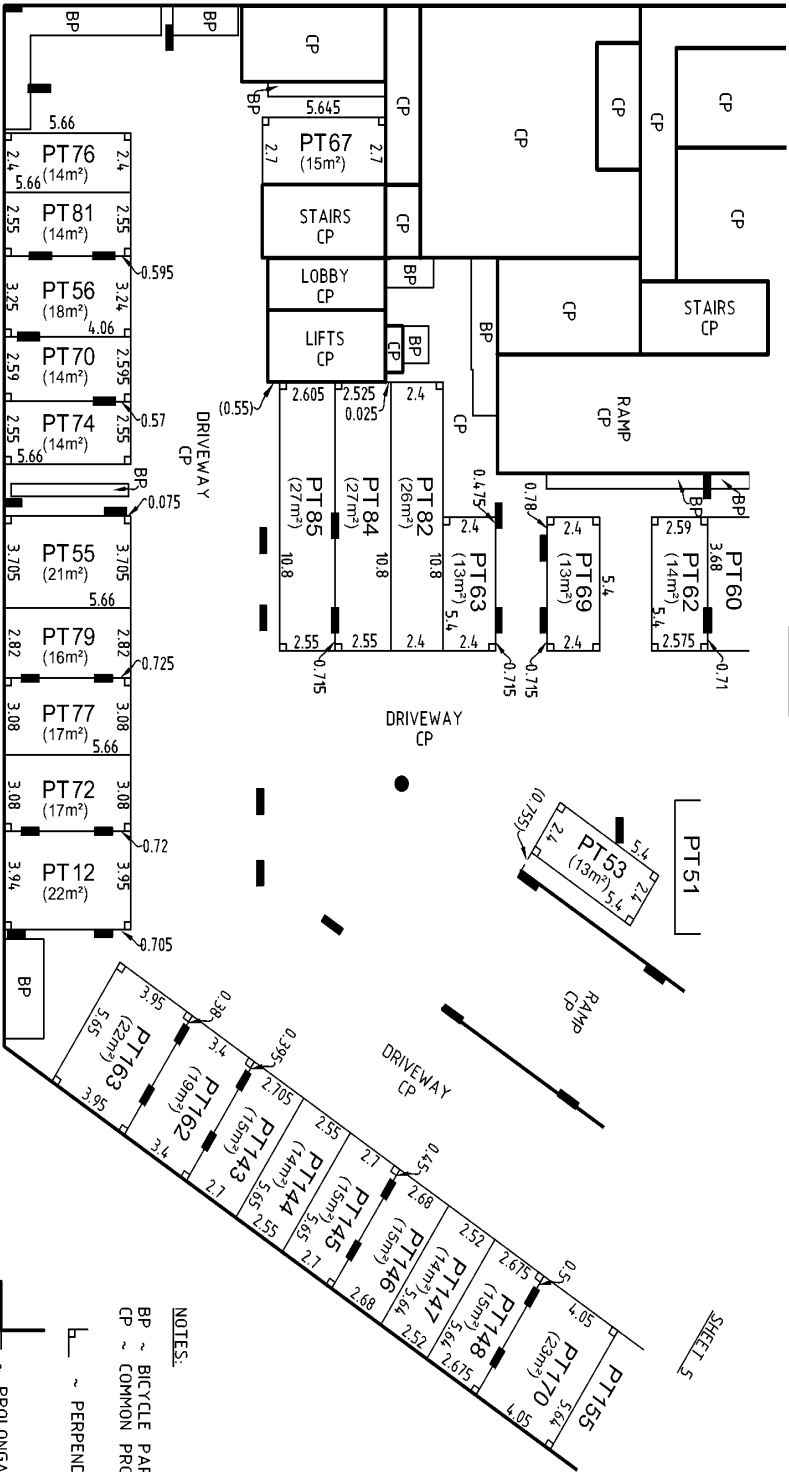 BP
BP
BP
CP
CP
CP
CP
CP
CP
CP
5.66
2.4
PT76
(14m²)
2.4
5.66
2.55
PT81
(14m²)
2.55
0.595
3.25
PT56
(18m²)
3.24
4.06
2.59
PT70
(14m²)
2.595
0.57
2.55
PT74
(14m²)
2.55
5.66
BP
0.075
3.705
PT55
(21m²)
3.705
5.66
2.82
PT79
(16m²)
2.82
0.725
3.08
PT77
(17m²)
3.08
5.66
3.08
PT72
(17m²)
3.08
0.72
3.94
PT12
(22m²)
3.95
0.705
BP
5.645
2.7
PT67
(15m²)
2.7
STAIRS
CP
CP
LOBBY
CP
BP
LIFTS
CP
CP
BP
BP
CP
STAIRS
CP
RAMP
CP
CP
BP
BP
DRIVEWAY
CP
(0.55)
2.605
2.525
0.025
2.4
PT85
(27m²)
10.8
2.55
PT84
(27m²)
10.8
2.55
0.715
PT82
(26m²)
10.8
2.4
0.475
2.4
PT63
(13m²)
5.4
2.4
0.715
0.78
2.4
PT69
(13m²)
5.4
2.4
0.715
2.59
PT62
(14m²)
3.68
5.4
2.575
0.71
PT60
DRIVEWAY
CP
(0.755)
2.4
PT53
(13m²)
5.4
2.4
5.4
PT51
RAMP
CP
DRIVEWAY
CP
3.95
PT163
(22m²)
5.65
3.95
0.38
3.4
PT162
(19m²)
3.4
0.395
2.705
PT143
(15m²)
2.7
2.55
PT144
(14m²)
5.65
2.55
2.7
PT145
(15m²)
5.65
2.7
0.45
2.68
PT146
(15m²)
2.68
2.52
PT147
(14m²)
5.64
2.52
2.675
PT148
(15m²)
5.64
2.675
0.5
4.05
PT170
(23m²)
4.05
5.64
PT155
SHEET 5
NOTES:
BP ~ BICYCLE PAR
CP ~ COMMON PRO
~ PERPEND
~ PROLONGA